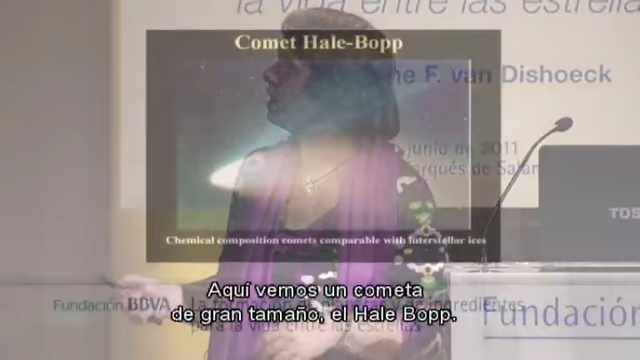 la vida entre las estrellas
Comet Hale-Bopp
F. van Dishoeck
junio de 2011
Chemical composition comets comparable with interstellar ices
TOS
Aquí vemos un cometa
de gran tamaño, el Hale Bopp.
Fundación BBVA
para la vida entre las estrellas
Fundación